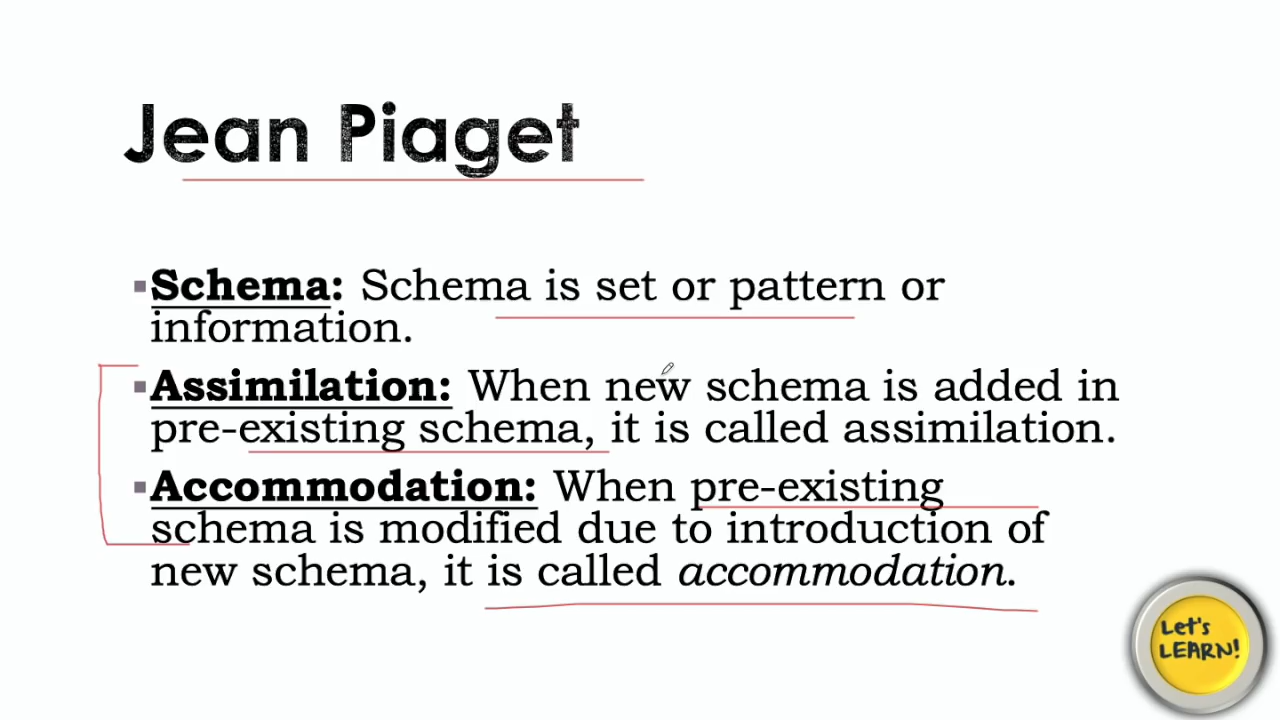 Jean Piaget
▪Schema: Schema is set or pattern or
information.
▪Assimilation: When new schema is added in
pre-existing schema, it is called assimilation.
▪Accommodation: When pre-existing
schema is modified due to introduction of
new schema, it is called accommodation.
Let's
LEARN!